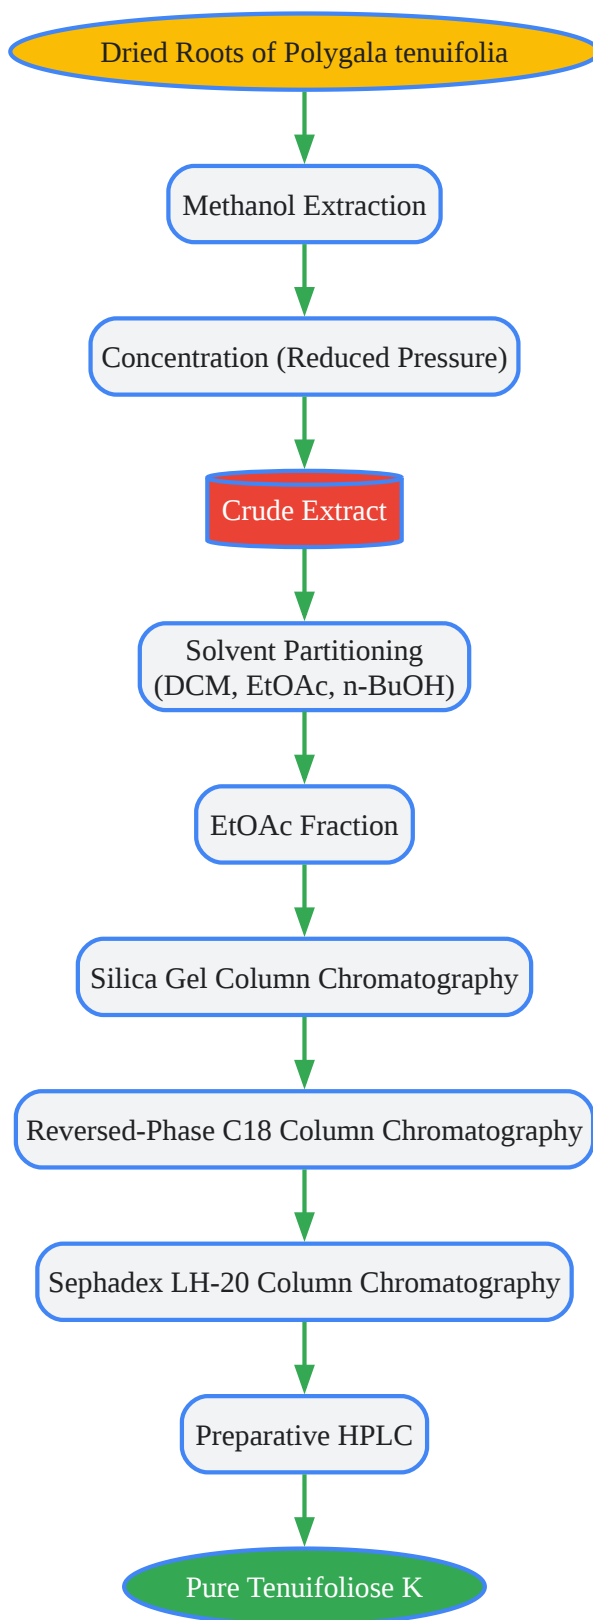 Dried Roots of Polygala tenuifolia
Methanol Extraction
Concentration (Reduced Pressure)
Crude Extract
Solvent Partitioning
(DCM, EtOAc, n-BuOH)
EtOAc Fraction
Silica Gel Column Chromatography
Reversed-Phase C18 Column Chromatography
Sephadex LH-20 Column Chromatography
Preparative HPLC
Pure Tenuifoliose K